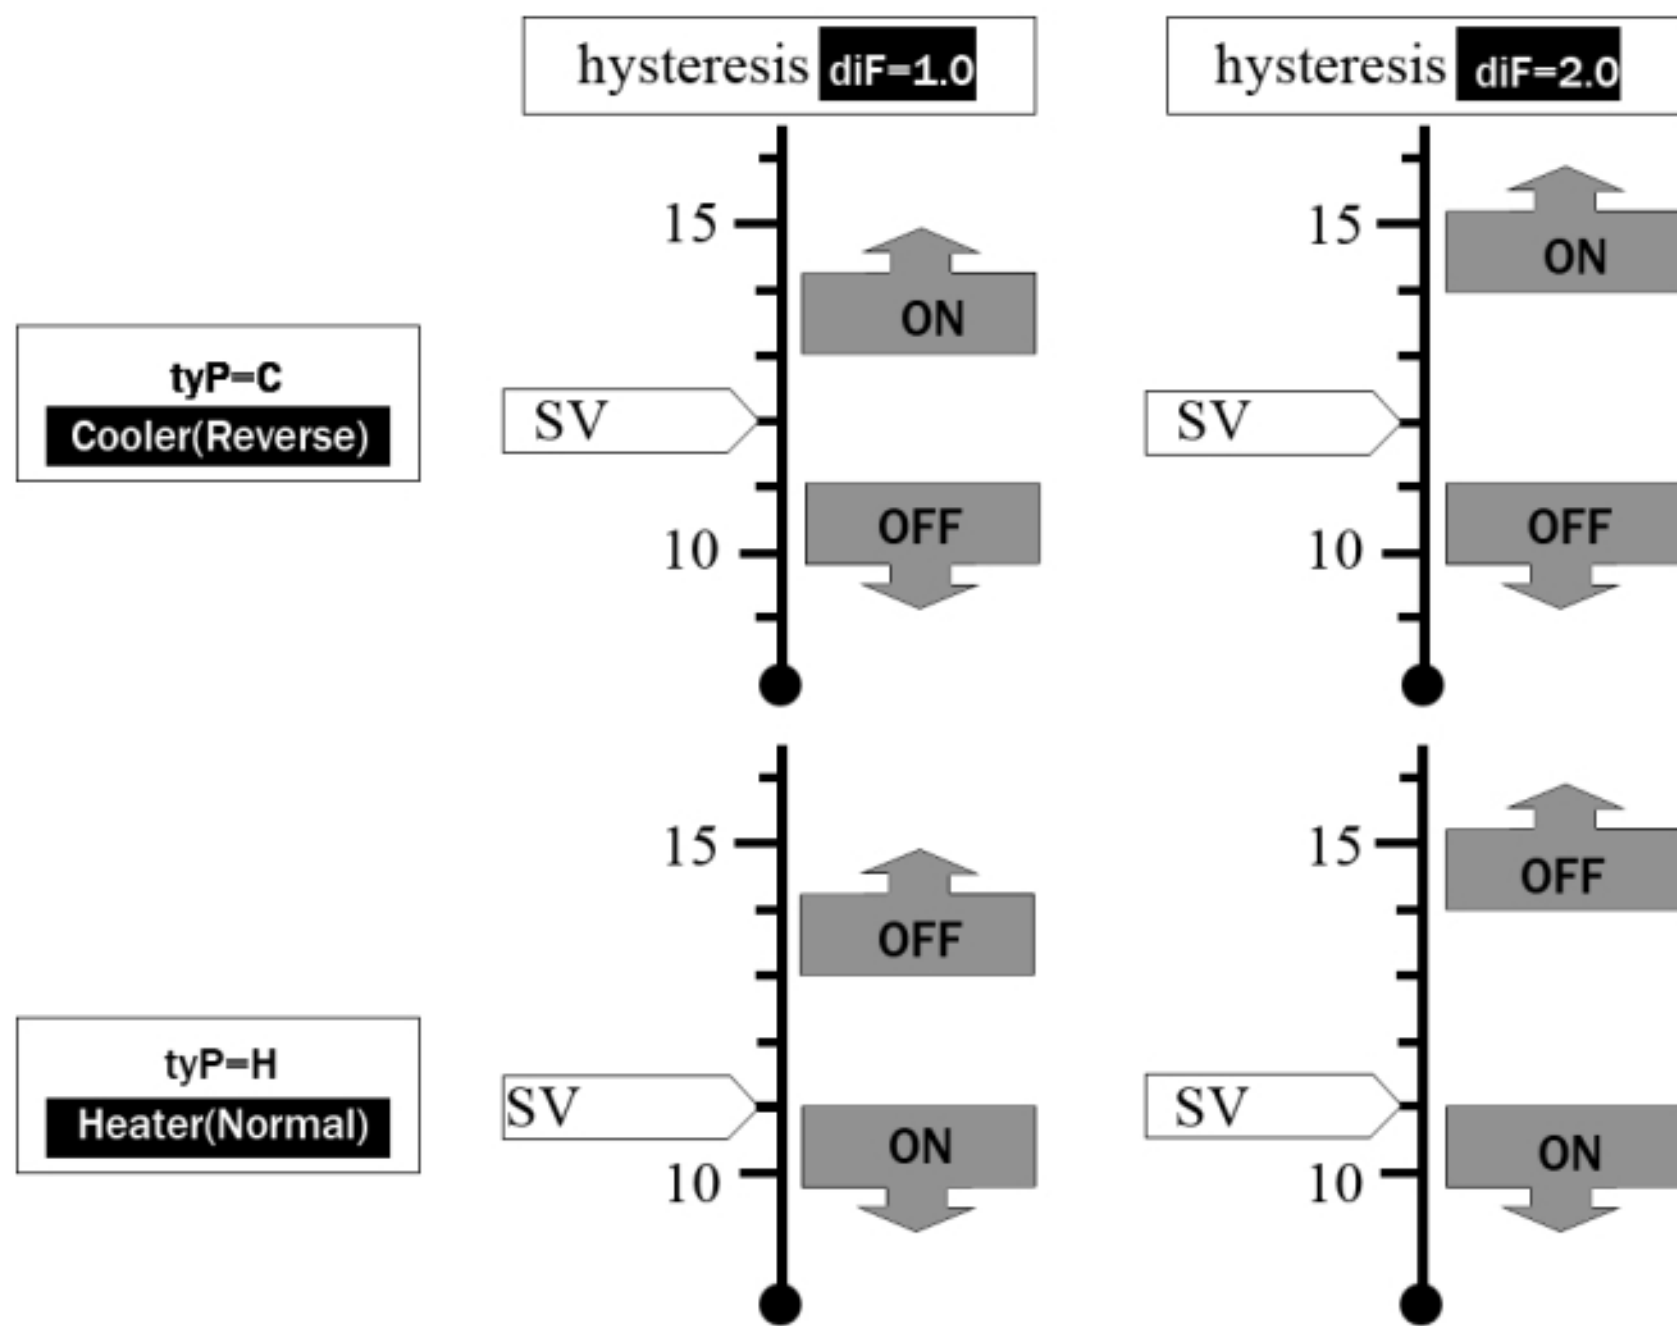 hysteresis diF=1.0
hysteresis diF=2.0
15
ON
15
ON
tyP=C
Cooler(Reverse)
SV
SV
OFF
OFF
10
10
15
OFF
15
OFF
tyP=H
Heater(Normal)
SV
SV
ON
ON
10
10